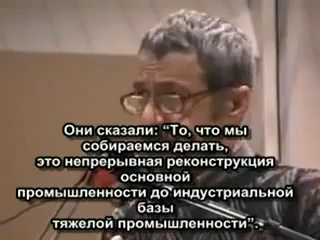 Они сказали: “То, что мы
собираемся делать,
это непрерывная реконструкция
основной
промышленности до индустриальной
базы
тяжелой промышленности”.